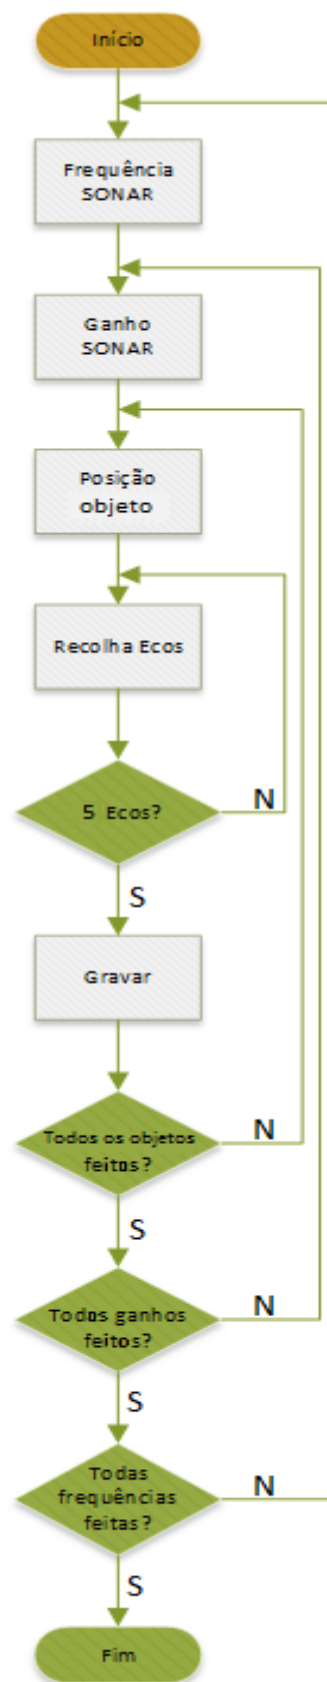 Início
Frequência
SONAR
Ganho
SONAR
Posição
objeto
Recolha Ecos
5 Ecos?
N
S
Gravar
Todos os objetos
feitos?
N
S
Todos ganhos
feitos?
N
S
Todas
frequências
feitas?
N
S
Fim